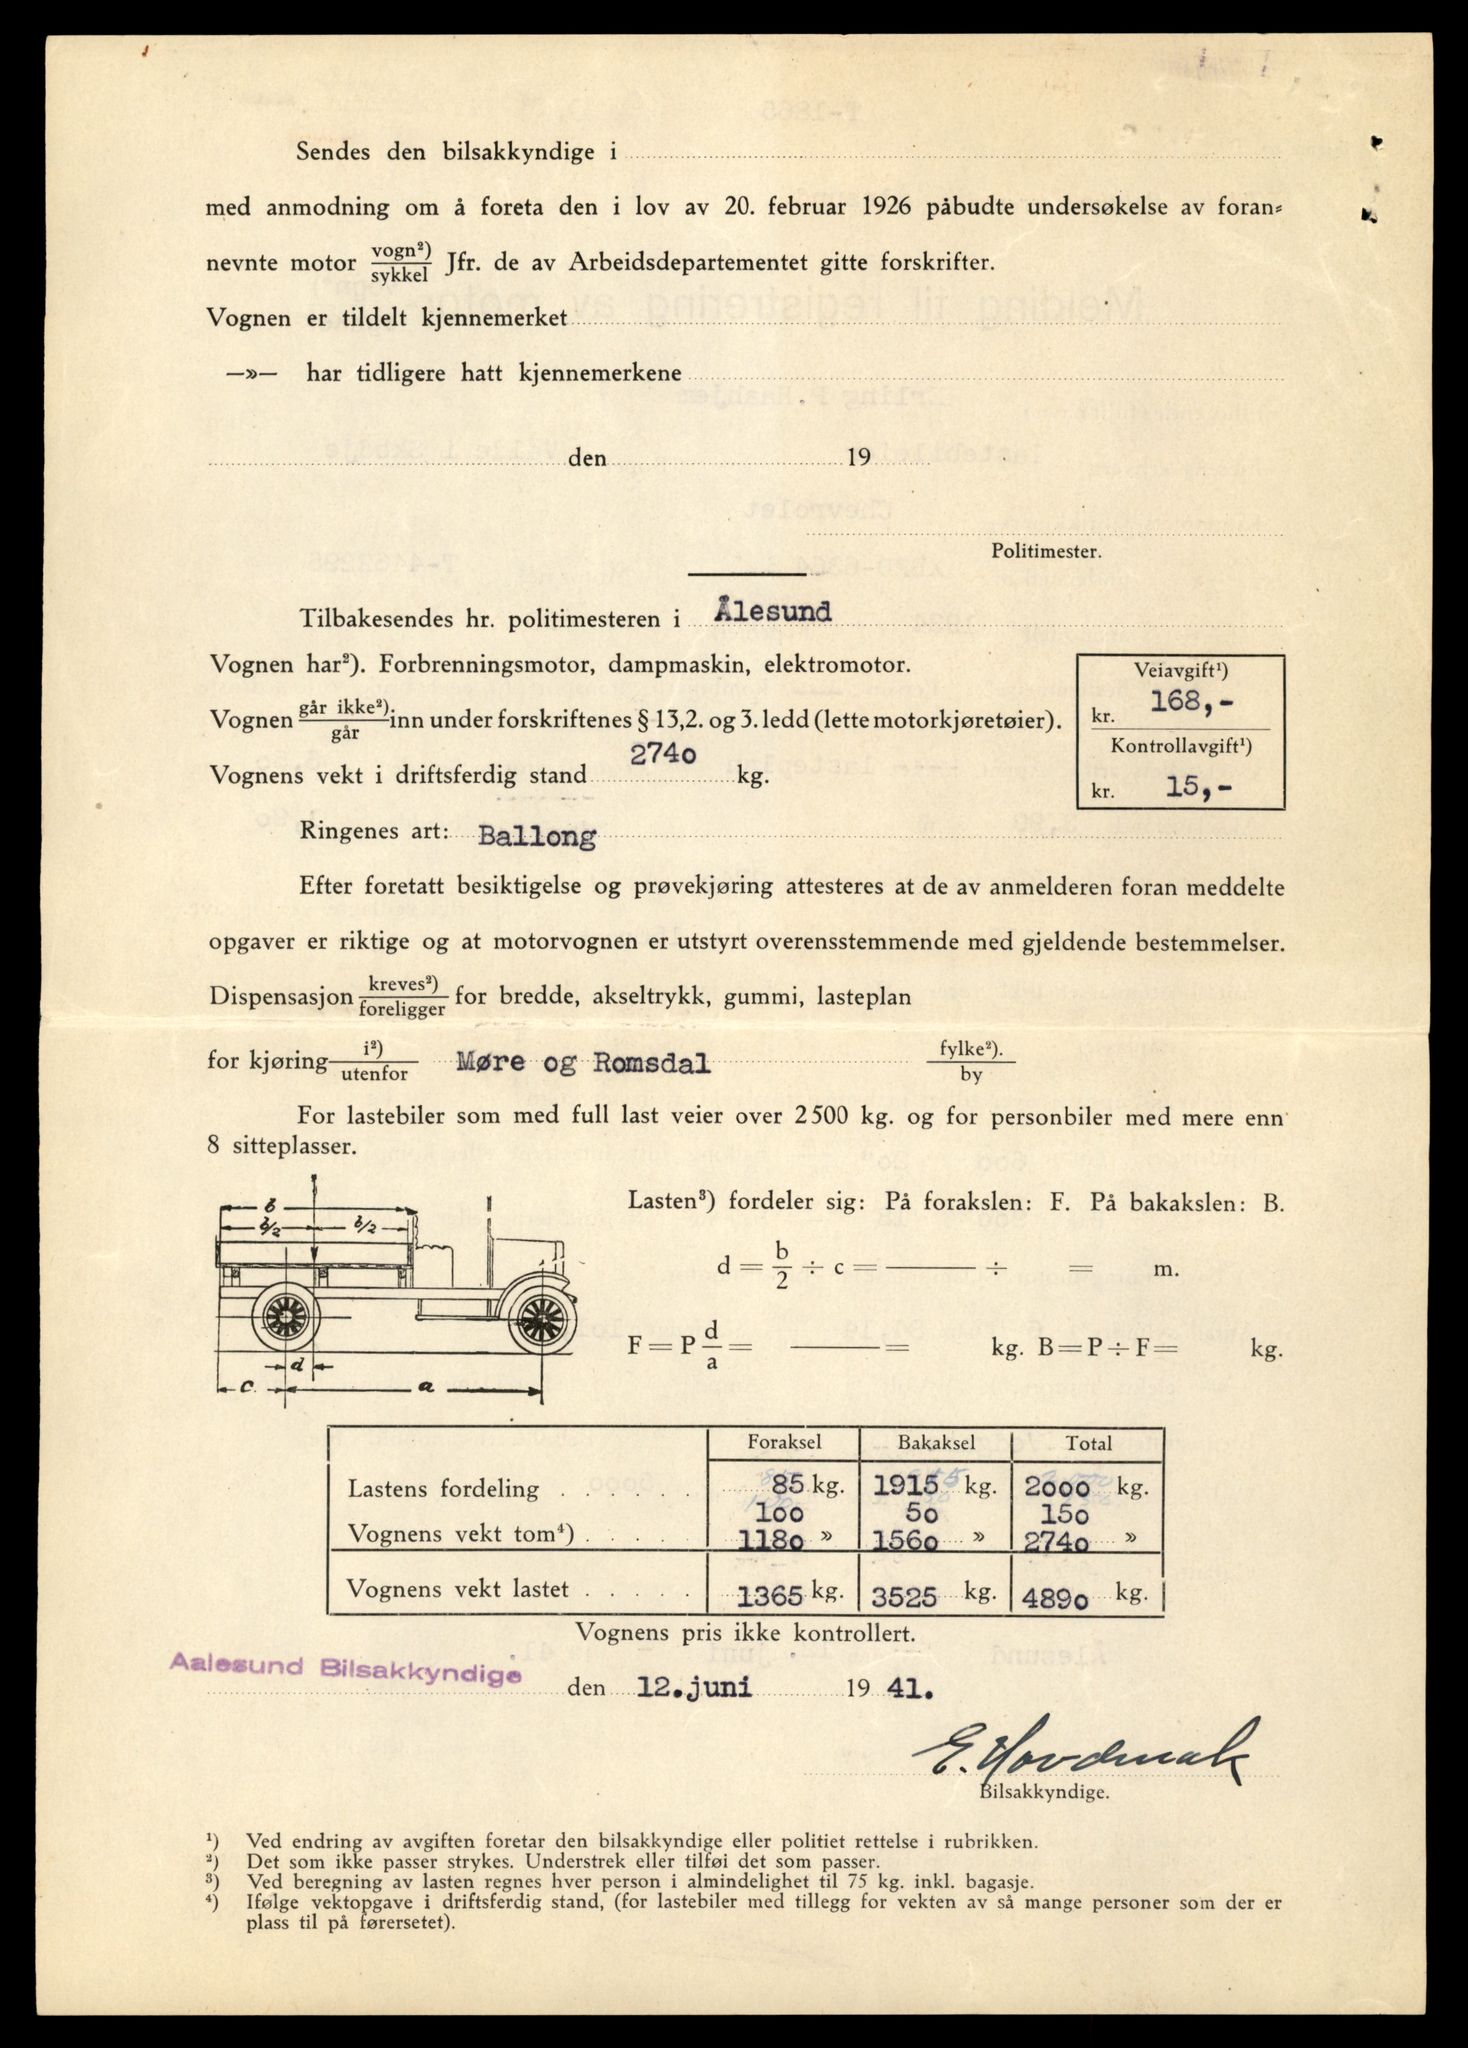 Sendes den bilsakkyndige i
med anmodning om å foreta den i lov av 20. februar 1926 påbudte undersøkelse av foran=
nevnte motor vogn²)/sykkel Jfr. de av Arbeidsdepartementet gitte forskrifter.
Vognen er tildelt kjennemerket
—»— har tidligere hatt kjennemerkene
den 19
Politimester.
Tilbakesendes hr. politimesteren i Ålesund
Vognen har²). Forbrenningsmotor, dampmaskin, elektromotor.
Veiavgift¹)
kr. 168,-
Vognen går ikke²)/går inn under forskriftenes § 13,2. og 3. ledd (lette motorkjøretøier).
Kontrollavgift¹)
kr. 15,-
Vognens vekt i driftsferdig stand 2740 kg.
Ringenes art: Ballong
Efter foretatt besiktigelse og prøvekjøring attesteres at de av anmelderen foran meddelte
opgaver er riktige og at motorvognen er utstyrt overensstemmende med gjeldende bestemmelser.
Dispensasjon kreves²)/foreligger for bredde, akseltrykk, gummi, lasteplan
for kjøring i²)/utenfor Møre og Romsdal fylke²)./by
For lastebiler som med full last veier over 2500 kg. og for personbiler med mere enn
8 sitteplasser.
b
b/2 b/2
d
c a
Lasten³) fordeler sig: På forakslen: F. På bakakslen: B.
d = b/2 ÷ c = —— ÷ = m.
F = P d/a = —— = kg. B = P ÷ F = kg.
Foraksel Bakaksel Total
Lastens fordeling . . . . . . 85 kg. 1915 kg. 2000 kg.
100 50 150
Vognens vekt tom⁴) . . . . 1180 » 1560 » 2740 »
Vognens vekt lastet . . . . . 1365 kg. 3525 kg. 4890 kg.
Vognens pris ikke kontrollert.
Aalesund Bilsakkyndige den 12.juni 19 41.
E. Hovdmak
Bilsakkyndige.
¹) Ved endring av avgiften foretar den bilsakkyndige eller politiet rettelse i rubrikken.
²) Det som ikke passer strykes. Understrek eller tilføi det som passer.
³) Ved beregning av lasten regnes hver person i almindelighet til 75 kg. inkl. bagasje.
⁴) Ifølge vektopgave i driftsferdig stand, (for lastebiler med tillegg for vekten av så mange personer som der er
plass til på førersetet).